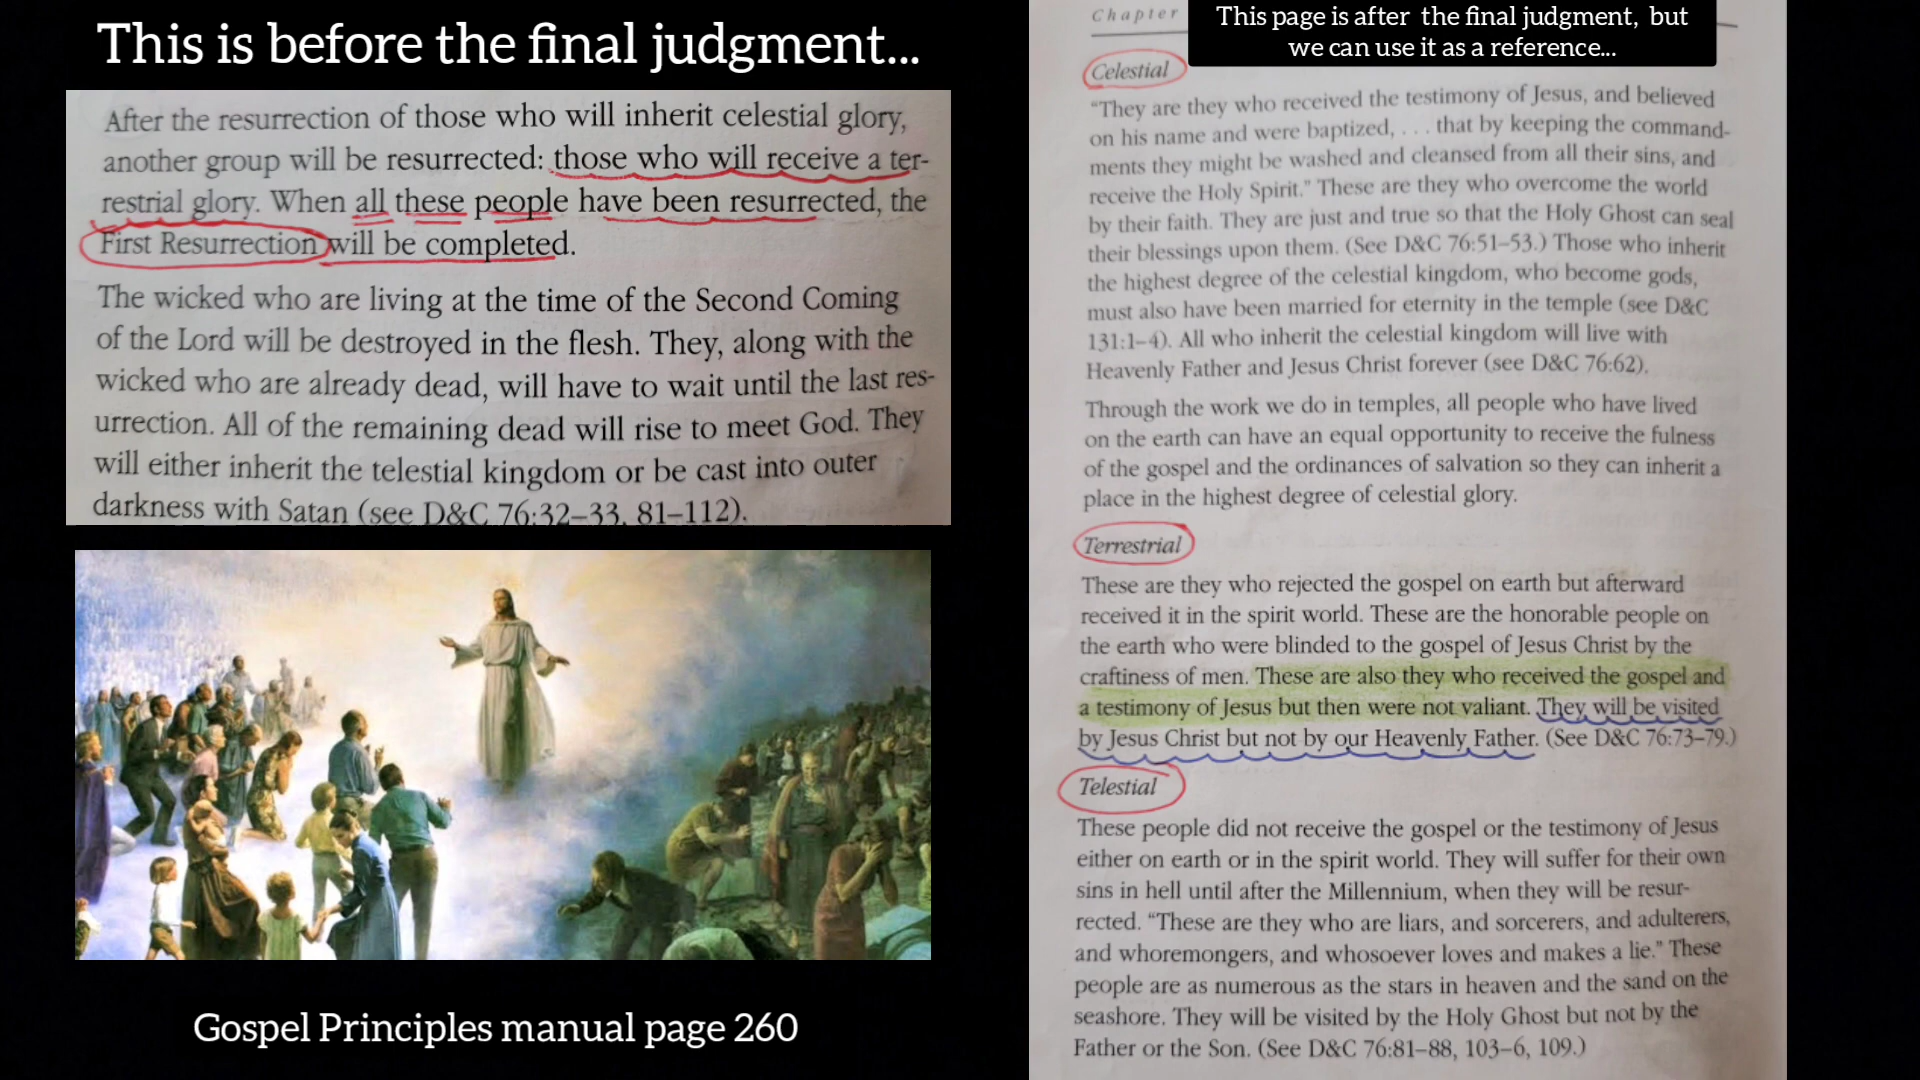 This is before the final judgment...
After the resurrection of those who will inherit celestial glory,
another group will be resurrected: those who will receive a ter-
restrial glory. When all these people have been resurrected, the
First Resurrection will be completed.
The wicked who are living at the time of the Second Coming
of the Lord will be destroyed in the flesh. They, along with the
wicked who are already dead, will have to wait until the last res-
urrection. All of the remaining dead will rise to meet God. They
will either inherit the telestial kingdom or be cast into outer
darkness with Satan (see D&C 76:32–33, 81–112).
Gospel Principles manual page 260
Chapter
This page is after the final judgment, but
we can use it as a reference...
Celestial
“They are they who received the testimony of Jesus, and believed
on his name and were baptized, . . . that by keeping the command-
ments they might be washed and cleansed from all their sins, and
receive the Holy Spirit.” These are they who overcome the world
by their faith. They are just and true so that the Holy Ghost can seal
their blessings upon them. (See D&C 76:51–53.) Those who inherit
the highest degree of the celestial kingdom, who become gods,
must also have been married for eternity in the temple (see D&C
131:1–4). All who inherit the celestial kingdom will live with
Heavenly Father and Jesus Christ forever (see D&C 76:62).
Through the work we do in temples, all people who have lived
on the earth can have an equal opportunity to receive the fulness
of the gospel and the ordinances of salvation so they can inherit a
place in the highest degree of celestial glory.
Terrestrial
These are they who rejected the gospel on earth but afterward
received it in the spirit world. These are the honorable people on
the earth who were blinded to the gospel of Jesus Christ by the
craftiness of men. These are also they who received the gospel and
a testimony of Jesus but then were not valiant. They will be visited
by Jesus Christ but not by our Heavenly Father. (See D&C 76:73–79.)
Telestial
These people did not receive the gospel or the testimony of Jesus
either on earth or in the spirit world. They will suffer for their own
sins in hell until after the Millennium, when they will be resur-
rected. “These are they who are liars, and sorcerers, and adulterers,
and whoremongers, and whosoever loves and makes a lie.” These
people are as numerous as the stars in heaven and the sand on the
seashore. They will be visited by the Holy Ghost but not by the
Father or the Son. (See D&C 76:81–88, 103–6, 109.)